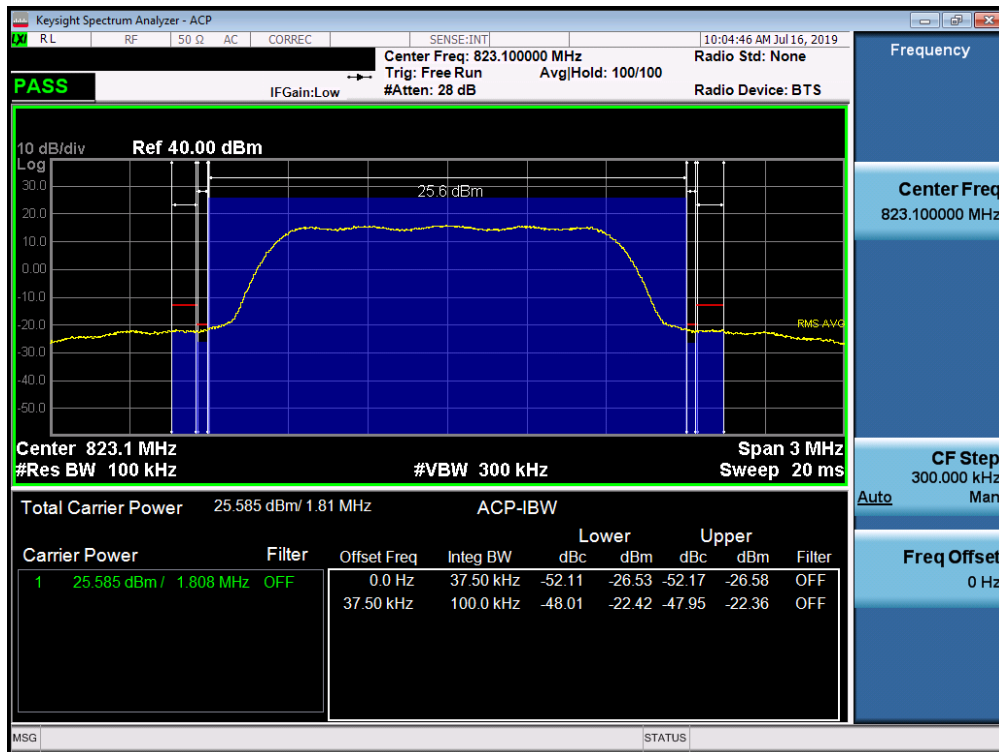 Keysight Spectrum Analyzer - ACP
LXI RL RF 50 Ω AC CORREC SENSE:INT 10:04:46 AM Jul 16, 2019
Center Freq: 823.100000 MHz Radio Std: None
Trig: Free Run Avg|Hold: 100/100
PASS IFGain:Low #Atten: 28 dB Radio Device: BTS
10 dB/div Ref 40.00 dBm
Log
30.0
25.6 dBm
20.0
10.0
0.00
-10.0
-20.0
RMS AVG
-30.0
-40.0
-50.0
Center 823.1 MHz Span 3 MHz
#Res BW 100 kHz #VBW 300 kHz Sweep 20 ms
Total Carrier Power 25.585 dBm/ 1.81 MHz ACP-IBW
Lower Upper
Carrier Power Filter Offset Freq Integ BW dBc dBm dBc dBm Filter
1 25.585 dBm / 1.808 MHz OFF 0.0 Hz 37.50 kHz -52.11 -26.53 -52.17 -26.58 OFF
37.50 kHz 100.0 kHz -48.01 -22.42 -47.95 -22.36 OFF
MSG STATUS
Frequency
Center Freq
823.100000 MHz
CF Step
300.000 kHz
Auto Man
Freq Offset
0 Hz